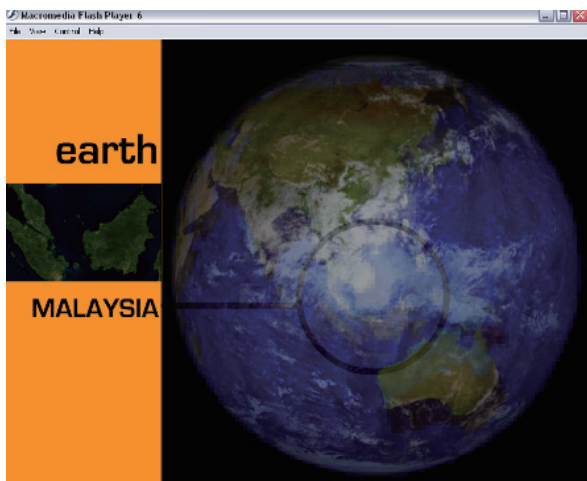 Macromedia Flash Player 6
File View Control Help
earth
MALAYSIA